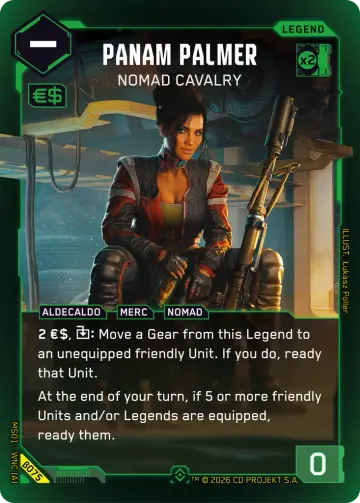 LEGEND
PANAM PALMER
NOMAD CAVALRY
x2
€$
ALDECALDO MERC NOMAD
2 €$, : Move a Gear from this Legend to
an unequipped friendly Unit. If you do, ready
that Unit.
At the end of your turn, if 5 or more friendly
Units and/or Legends are equipped,
ready them.
0
ILLUST. Łukasz Poller
B075
™ © 2026 CD PROJEKT S.A.